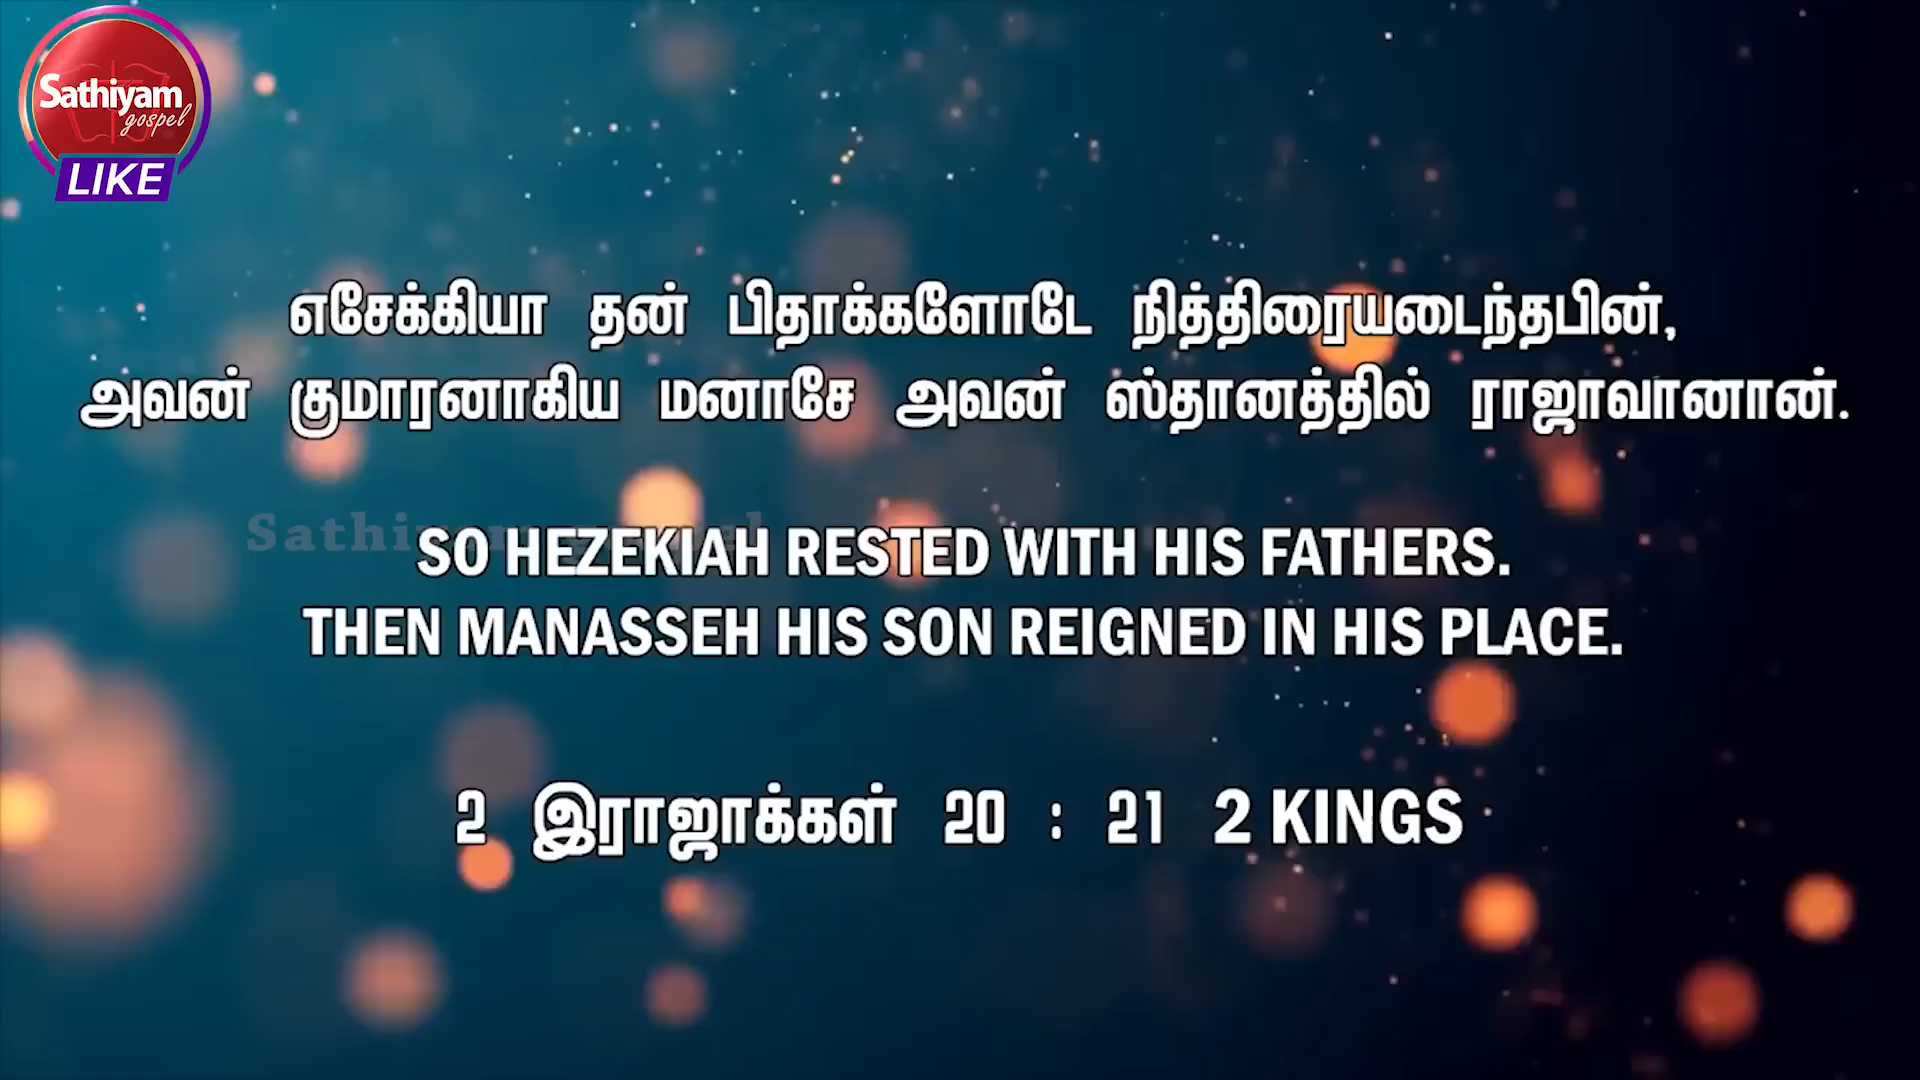 Sathiyam
gospel
LIKE
எசேக்கியா தன் பிதாக்களோடே நித்திரையடைந்தபின்,
அவன் குமாரனாகிய மனாசே அவன் ஸ்தானத்தில் ராஜாவானான்.
SO HEZEKIAH RESTED WITH HIS FATHERS.
THEN MANASSEH HIS SON REIGNED IN HIS PLACE.
2 இராஜாக்கள் 20 : 21 2 KINGS